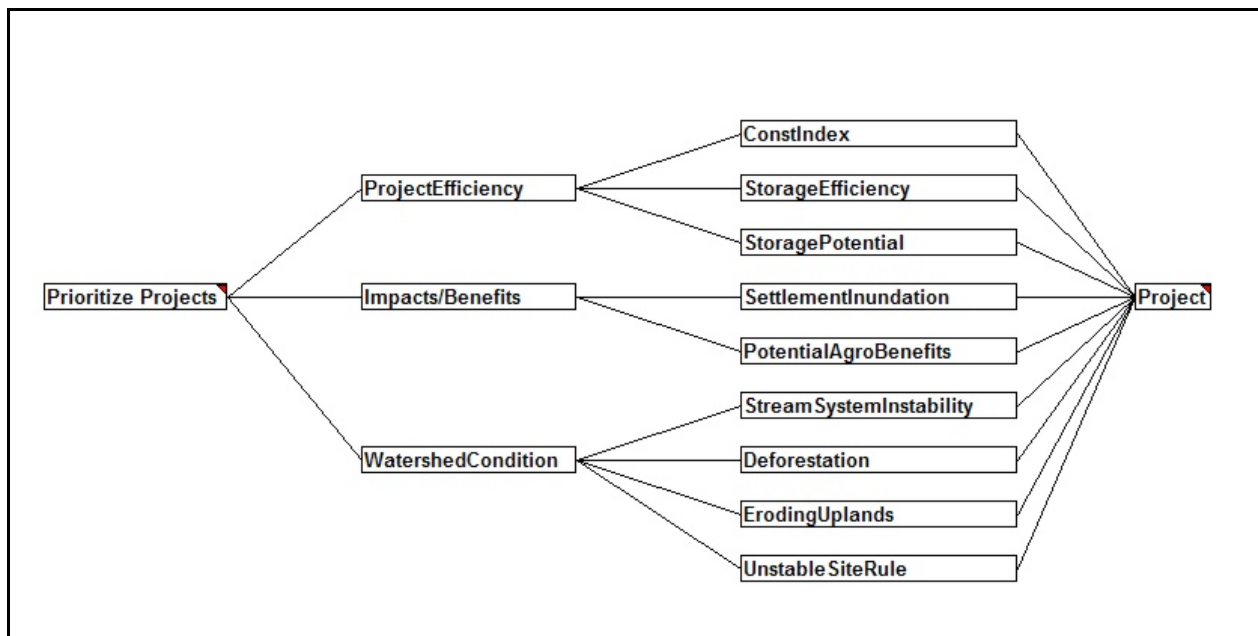 Prioritize Projects
ProjectEfficiency
Impacts/Benefits
WatershedCondition
ConstIndex
StorageEfficiency
StoragePotential
SettlementInundation
PotentialAgroBenefits
StreamSystemInstability
Deforestation
ErodingUplands
UnstableSiteRule
Project